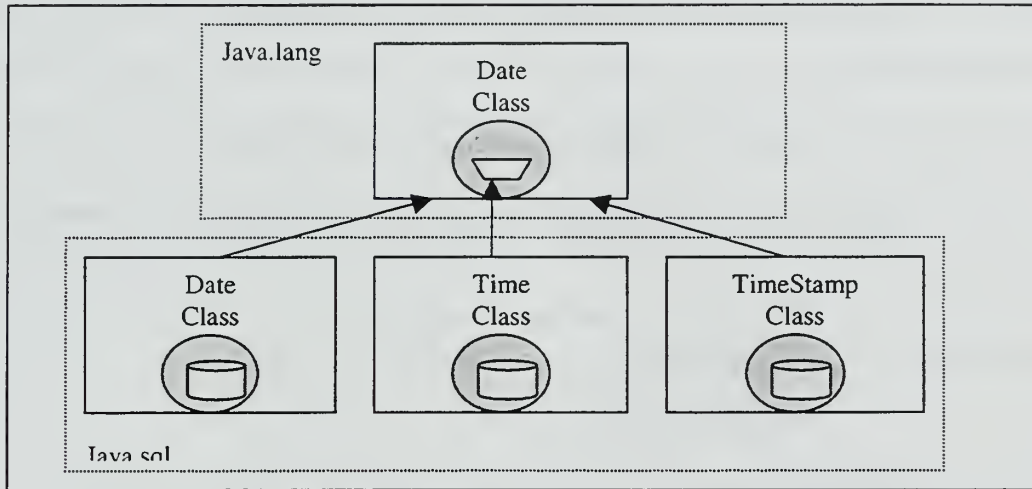 Java.lang
Date
Class
Date
Class
Time
Class
TimeStamp
Class
Java.sql